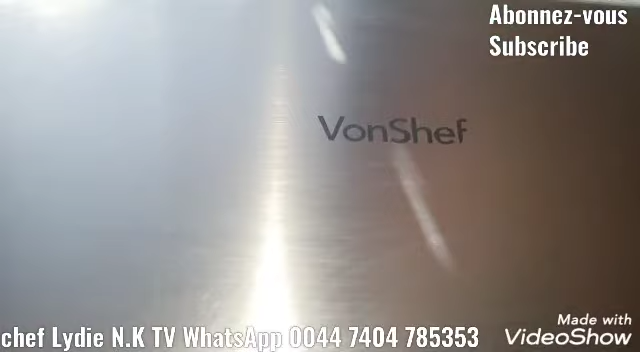 Abonnez-vous
Subscribe
VonShef
chef Lydie N.K TV WhatsApp 0044 7404 785353
Made with
VideoShow